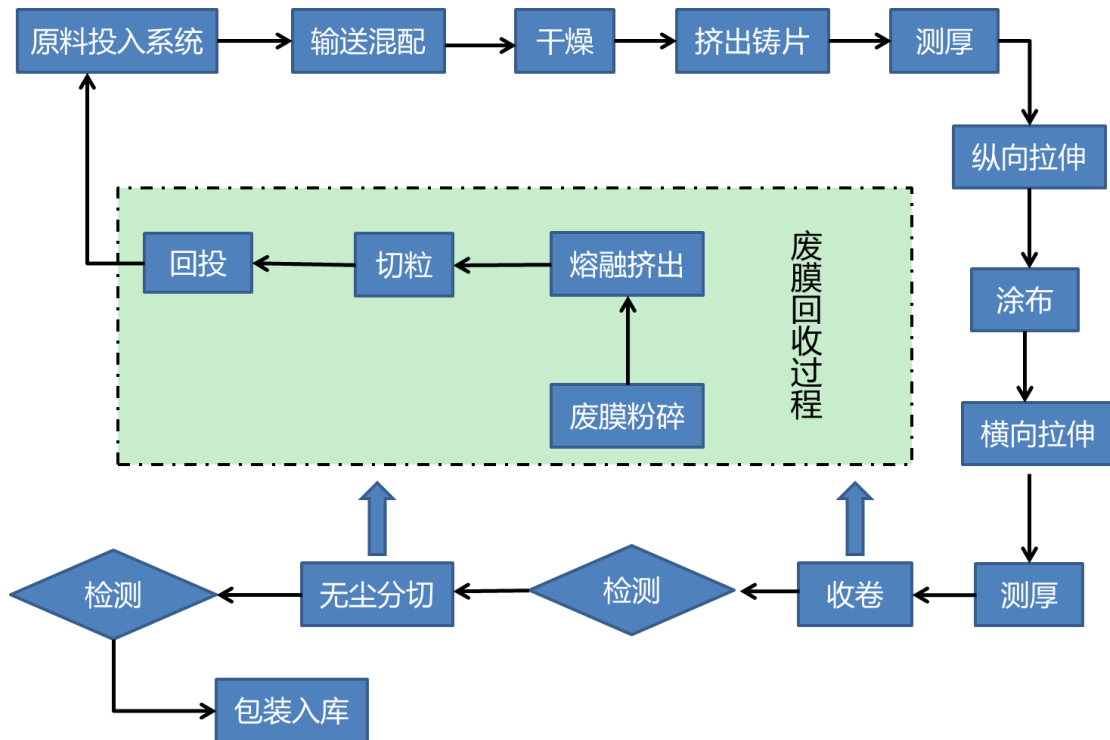 原料投入系统
输送混配
干燥
挤出铸片
测厚
纵向拉伸
涂布
横向拉伸
测厚
收卷
检测
无尘分切
检测
包装入库
废膜回收过程
废膜粉碎
熔融挤出
切粒
回投